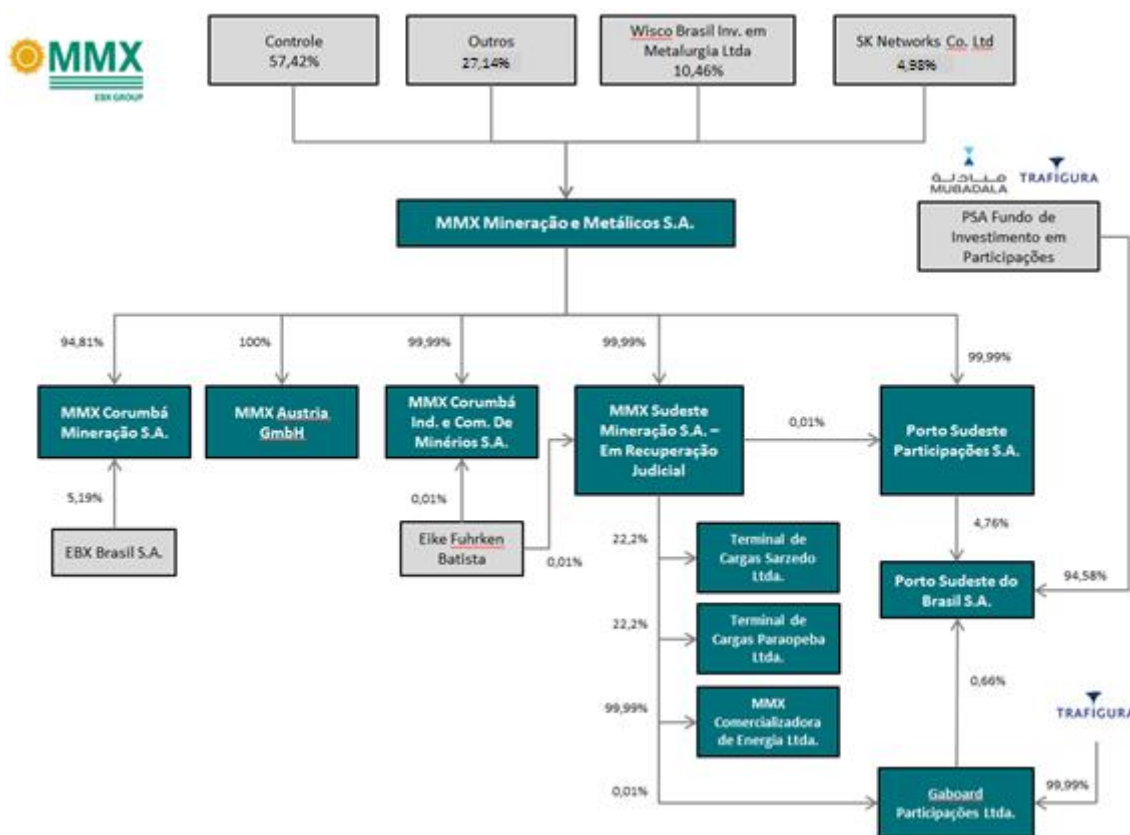 MMX
EBX GROUP
Controle
57,42%
Outros
27,14%
Wisco Brasil Inv. em
Metalurgia Ltda
10,46%
SK Networks Co. Ltd
4,98%
مبادلة
MUBADALA
TRAFIGURA
PSA Fundo de
Investimento em
Participações
MMX Mineração e Metálicos S.A.
94,81%
100%
99,99%
99,99%
99,99%
MMX Corumbá
Mineração S.A.
MMX Austria
GmbH
MMX Corumbá
Ind. e Com. De
Minérios S.A.
MMX Sudeste
Mineração S.A. –
Em Recuperação
Judicial
0,01%
Porto Sudeste
Participações S.A.
5,19%
0,01%
EBX Brasil S.A.
Eike Fuhrken
Batista
0,01%
22,2%
Terminal de
Cargas Sarzedo
Ltda.
4,76%
Porto Sudeste do
Brasil S.A.
94,58%
22,2%
Terminal de
Cargas Paraopeba
Ltda.
0,66%
99,99%
MMX
Comercializadora
de Energia Ltda.
TRAFIGURA
0,01%
Gaboard
Participações Ltda.
99,99%